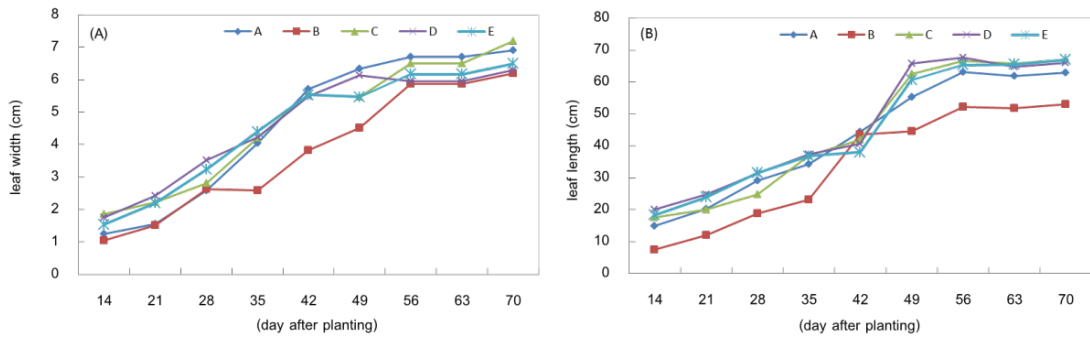 (A)
A B C D E
8
7
6
5
4
3
2
1
0
leaf width (cm)
14 21 28 35 42 49 56 63 70
(day after planting)
(B)
A B C D E
80
70
60
50
40
30
20
10
0
leaf length (cm)
14 21 28 35 42 49 56 63 70
(day after planting)